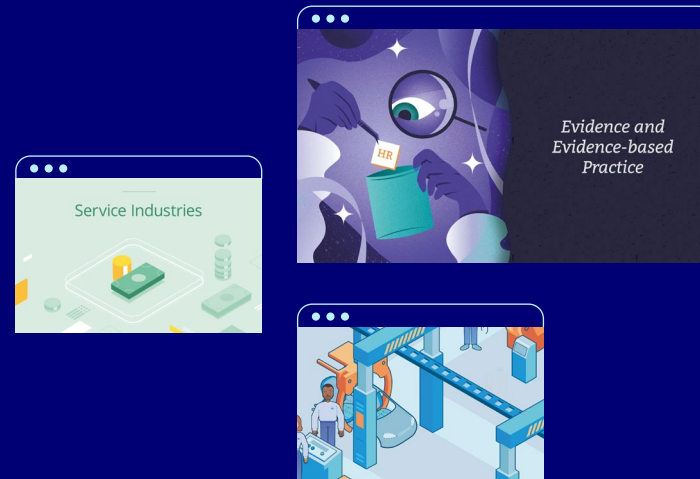 HR
Evidence and
Evidence-based
Practice
Service Industries